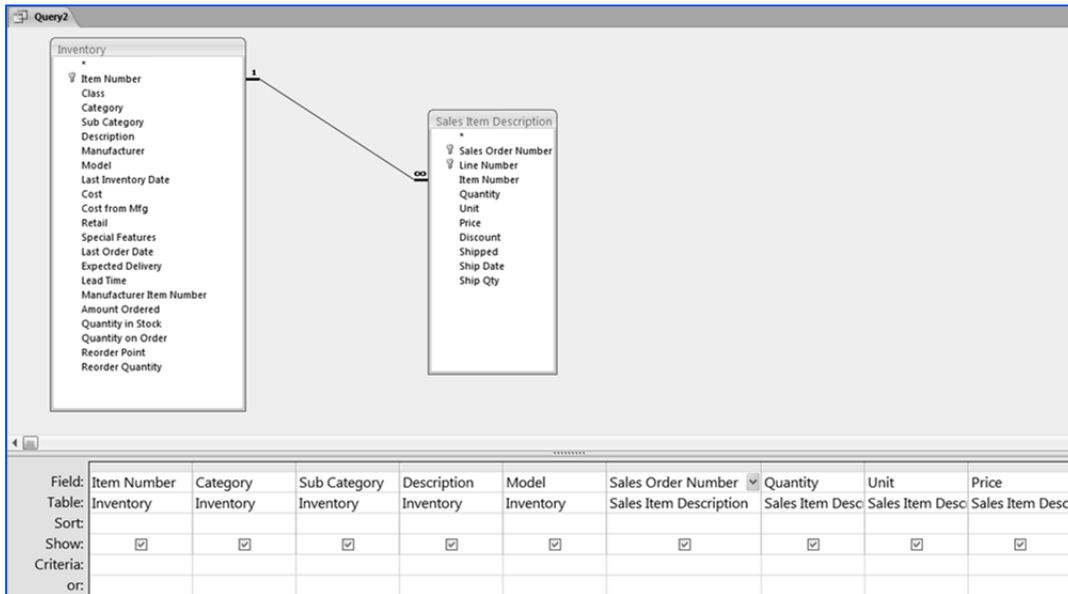 Query2
Inventory
*
Item Number
Class
Category
Sub Category
Description
Manufacturer
Model
Last Inventory Date
Cost
Cost from Mfg
Retail
Special Features
Last Order Date
Expected Delivery
Lead Time
Manufacturer Item Number
Amount Ordered
Quantity in Stock
Quantity on Order
Reorder Point
Reorder Quantity
1
∞
Sales Item Description
*
Sales Order Number
Line Number
Item Number
Quantity
Unit
Price
Discount
Shipped
Ship Date
Ship Qty
Field: Item Number Category Sub Category Description Model Sales Order Number Quantity Unit Price
Table: Inventory Inventory Inventory Inventory Inventory Sales Item Description Sales Item Desc Sales Item Desc Sales Item Desc
Sort:
Show:
Criteria:
or: